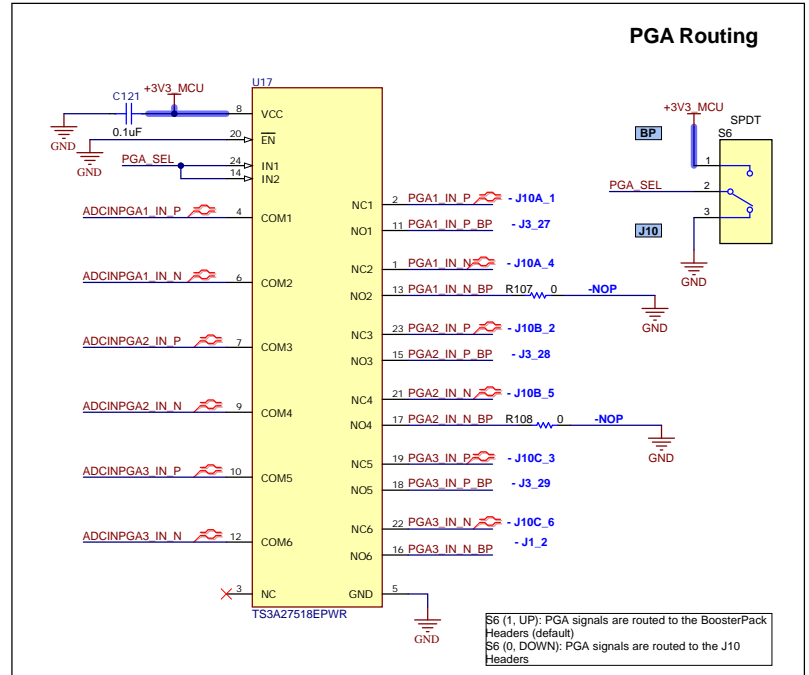 PGA Routing
U17
+3V3_MCU
C121
0.1uF
GND
GND
8 VCC
20 EN
PGA_SEL
24 IN1
14 IN2
ADCINPGA1_IN_P 4 COM1
ADCINPGA1_IN_N 6 COM2
ADCINPGA2_IN_P 7 COM3
ADCINPGA2_IN_N 9 COM4
ADCINPGA3_IN_P 10 COM5
ADCINPGA3_IN_N 12 COM6
3 NC
TS3A27518EPWR
NC1 2 PGA1_IN_P - J10A_1
NO1 11 PGA1_IN_P_BP - J3_27
NC2 1 PGA1_IN_N - J10A_4
NO2 13 PGA1_IN_N_BP R107 0 -NOP
GND
NC3 23 PGA2_IN_P - J10B_2
NO3 15 PGA2_IN_P_BP - J3_28
NC4 21 PGA2_IN_N - J10B_5
NO4 17 PGA2_IN_N_BP R108 0 -NOP
GND
NC5 19 PGA3_IN_P - J10C_3
NO5 18 PGA3_IN_P_BP - J3_29
NC6 22 PGA3_IN_N - J10C_6
- J1_2
NO6 16 PGA3_IN_N_BP
GND 5
GND
+3V3_MCU
SPDT
S6
BP
1
PGA_SEL 2
3
J10
GND
S6 (1, UP): PGA signals are routed to the BoosterPack
Headers (default)
S6 (0, DOWN): PGA signals are routed to the J10
Headers